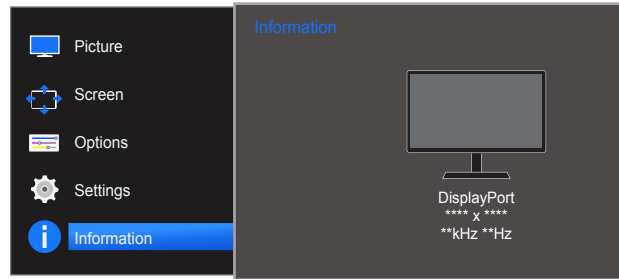 Picture
Screen
Options
Settings
Information
Information
DisplayPort
**** x ****
**kHz **Hz